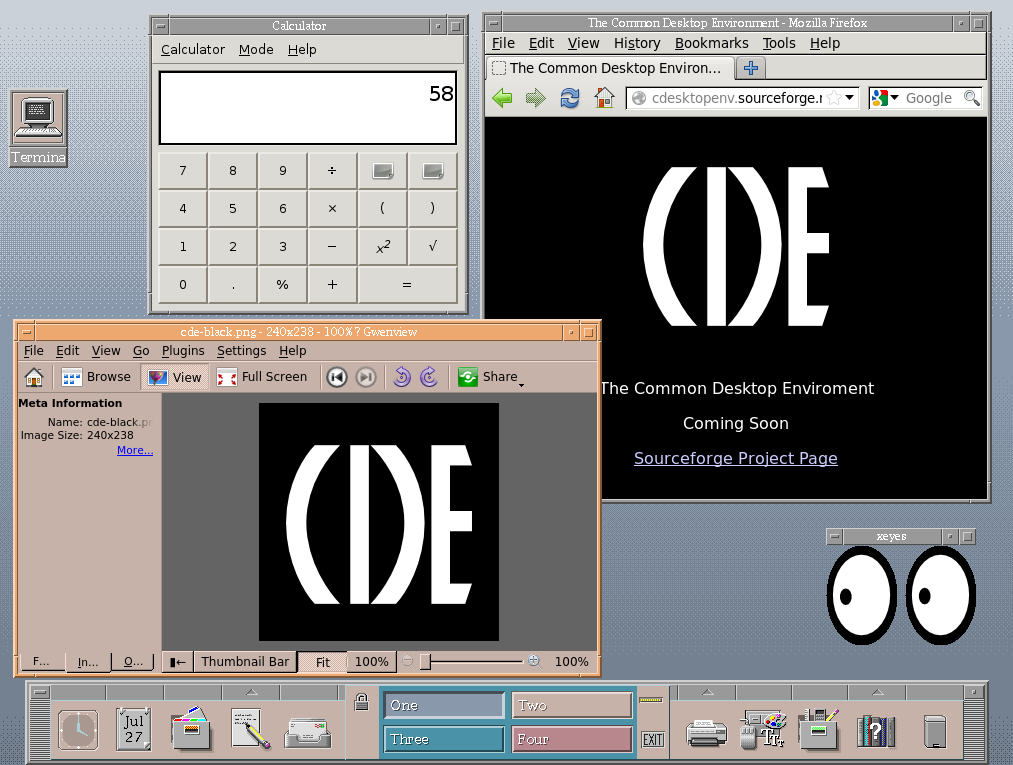 Termina
Calculator
Calculator Mode Help
58
7 8 9 ÷
4 5 6 × ( )
1 2 3 − x² √
0 . % + =
The Common Desktop Environment - Mozilla Firefox
File Edit View History Bookmarks Tools Help
The Common Desktop Environ...
cdesktopenv.sourceforge.r Google
CDE
The Common Desktop Enviroment
Coming Soon
Sourceforge Project Page
cde-black.png - 240x238 - 100%? Gwenview
File Edit View Go Plugins Settings Help
Browse View Full Screen Share
Meta Information
Name: cde-black.pr
Image Size: 240x238
More...
CDE
F... In... O... Thumbnail Bar Fit 100% 100%
xeyes
Jul
27
One Two
Three Four
EXIT